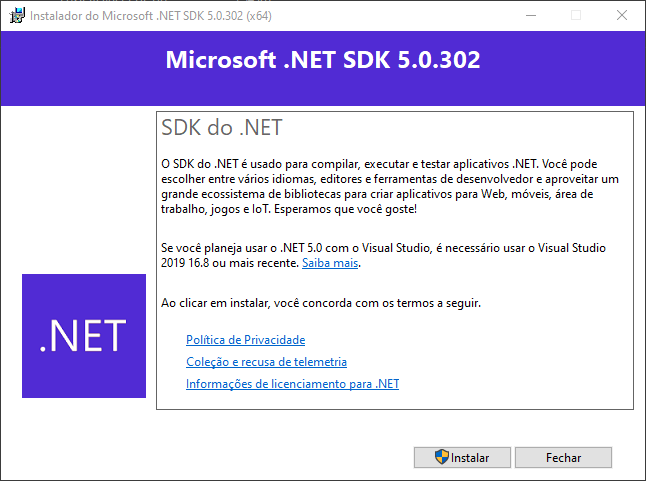 Instalador do Microsoft .NET SDK 5.0.302 (x64)
Microsoft .NET SDK 5.0.302
SDK do .NET
O SDK do .NET é usado para compilar, executar e testar aplicativos .NET. Você pode
escolher entre vários idiomas, editores e ferramentas de desenvolvedor e aproveitar um
grande ecossistema de bibliotecas para criar aplicativos para Web, móveis, área de
trabalho, jogos e IoT. Esperamos que você goste!
Se você planeja usar o .NET 5.0 com o Visual Studio, é necessário usar o Visual Studio
2019 16.8 ou mais recente. Saiba mais.
Ao clicar em instalar, você concorda com os termos a seguir.
.NET
Política de Privacidade
Coleção e recusa de telemetria
Informações de licenciamento para .NET
Instalar
Fechar